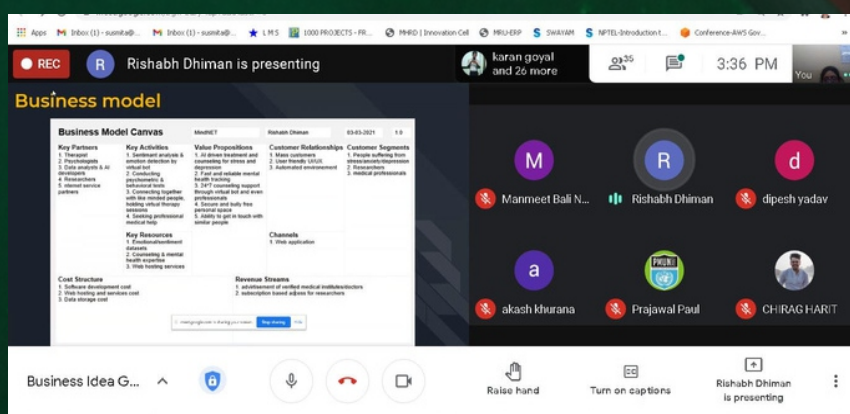 Apps
M Inbox (1) - susmita@...
M Inbox (1) - susmita@...
L M S
1000 PROJECTS - FR...
MHRD | Innovation Cell
MRU-ERP
S SWAYAM
S NPTEL-Introduction t...
Conference-AWS Gov...
»
REC
R
Rishabh Dhiman is presenting
karan goyal
and 26 more
35
3:36 PM
You
Business model
Business Model Canvas
MindNET
Rishabh Dhiman
03-03-2021
1.0
Key Partners
1. Therapist
2. Psychologists
3. Data analysts & AI
developers
4. Researchers
5. internet service
partners
Key Activities
1. Sentiment analysis &
emotion detection by
virtual bot
2. Conducting
psychometric &
behavioral tests
3. Connecting together
with like minded people,
holding virtual therapy
sessions
4. Seeking professional
medical help
Key Resources
1. Emotional/sentiment
datasets
2. Counseling & mental
health expertise
3. Web hosting services
Value Propositions
1. AI driven treatment and
counseling for stress and
depression
2. Fast and reliable mental
health tracking
3. 24*7 counseling support
through virtual bot and even
professionals
4. Secure and bully free
personal space
5. Ability to get in touch with
similar people
Customer Relationships
1. Mass customers
2. User friendly UI/UX
3. Automated environment
Channels
1. Web application
Customer Segments
1. People suffering from
stress/anxiety/depression
2. Researchers
3. medical professionals
Cost Structure
1. Software development cost
2. Web hosting and services cost
3. Data storage cost
Revenue Streams
1. advertisement of verified medical institutes/doctors
2. subscription based for researchers
meet.google.com is sharing your screen.
Stop sharing
Hide
M
Manmeet Bali N...
R
Rishabh Dhiman
d
dipesh yadav
a
akash khurana
Prajawal Paul
CHIRAG HARIT
Business Idea G...
Raise hand
Turn on captions
Rishabh Dhiman
is presenting